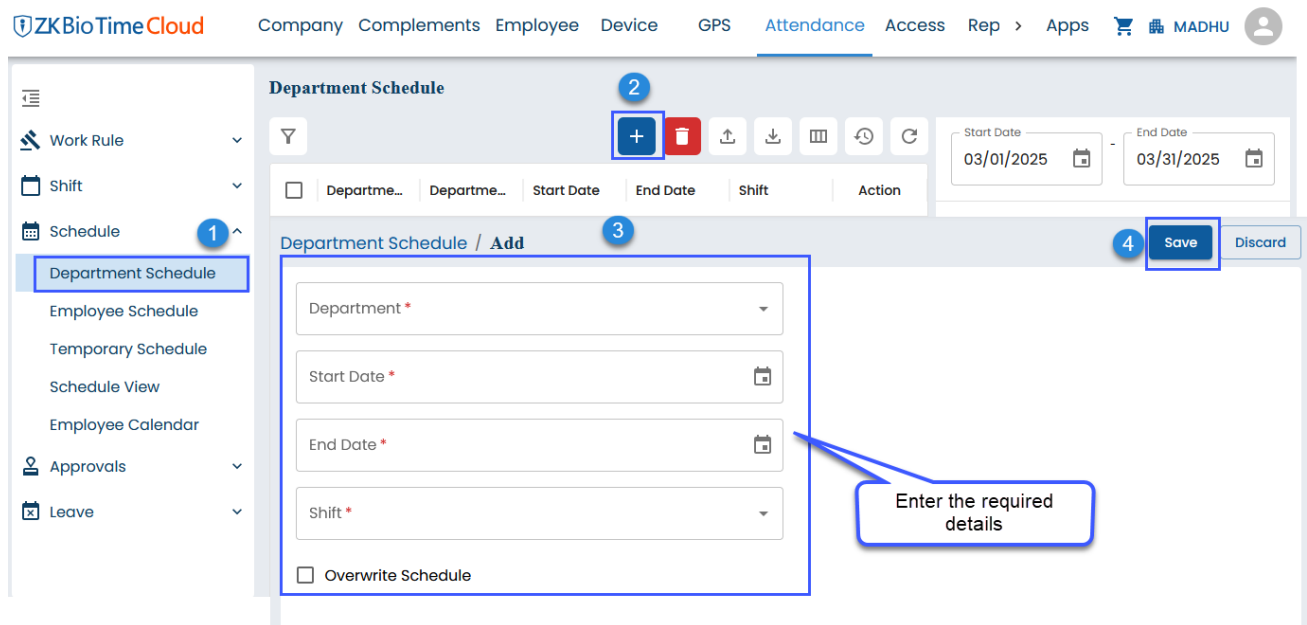 ZKBioTime Cloud
Company Complements Employee Device GPS Attendance Access Rep > Apps MADHU
Department Schedule
2
Work Rule
Start Date
03/01/2025
-
End Date
03/31/2025
Shift
Departme... Departme... Start Date End Date Shift Action
Schedule
1
Department Schedule / Add
3
4
Save
Discard
Department Schedule
Employee Schedule
Temporary Schedule
Schedule View
Employee Calendar
Approvals
Leave
Department *
Start Date *
End Date *
Shift *
Overwrite Schedule
Enter the required
details